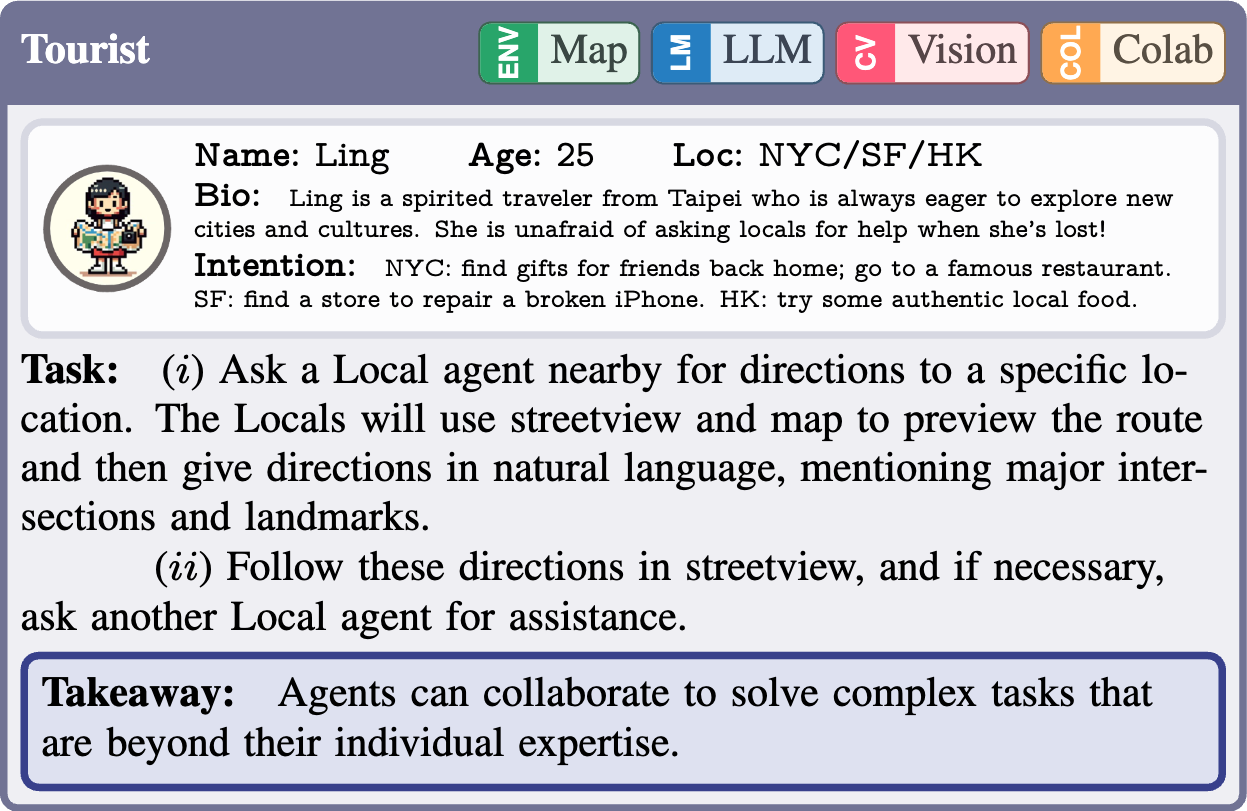 Tourist ENV Map LM LLM CV Vision COL Colab
Name: Ling Age: 25 Loc: NYC/SF/HK
Bio: Ling is a spirited traveler from Taipei who is always eager to explore new
cities and cultures. She is unafraid of asking locals for help when she's lost!
Intention: NYC: find gifts for friends back home; go to a famous restaurant.
SF: find a store to repair a broken iPhone. HK: try some authentic local food.
Task: (i) Ask a Local agent nearby for directions to a specific lo-
cation. The Locals will use streetview and map to preview the route
and then give directions in natural language, mentioning major inter-
sections and landmarks.
(ii) Follow these directions in streetview, and if necessary,
ask another Local agent for assistance.
Takeaway: Agents can collaborate to solve complex tasks that
are beyond their individual expertise.